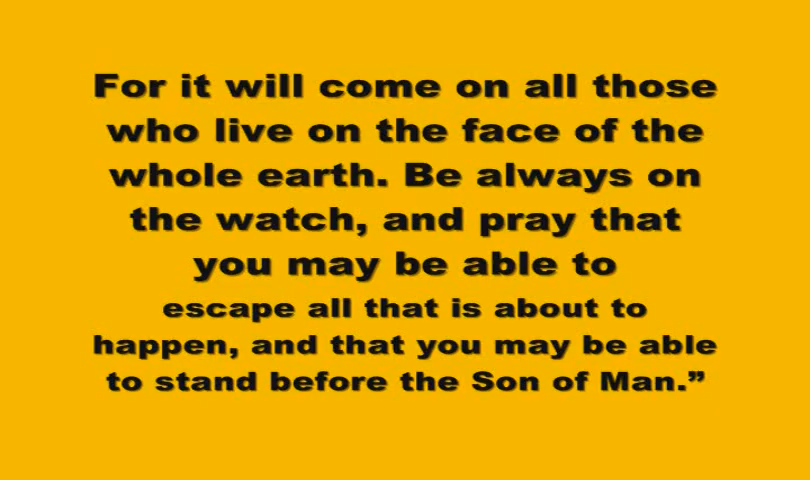 For it will come on all those
who live on the face of the
whole earth. Be always on
the watch, and pray that
you may be able to
escape all that is about to
happen, and that you may be able
to stand before the Son of Man.”